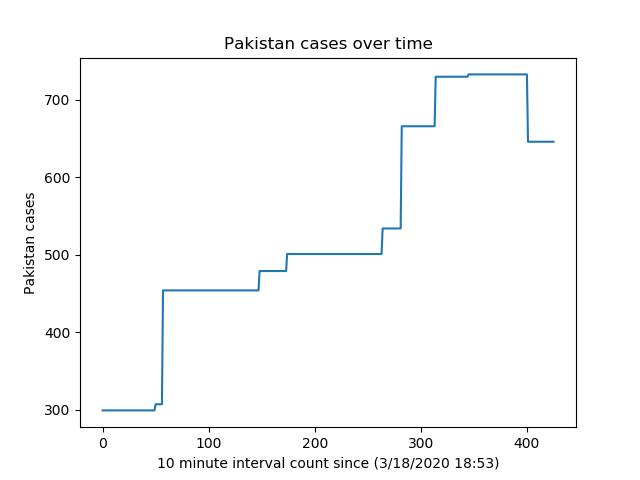 Pakistan cases over time
700
600
500
400
300
Pakistan cases
0 100 200 300 400
10 minute interval count since (3/18/2020 18:53)